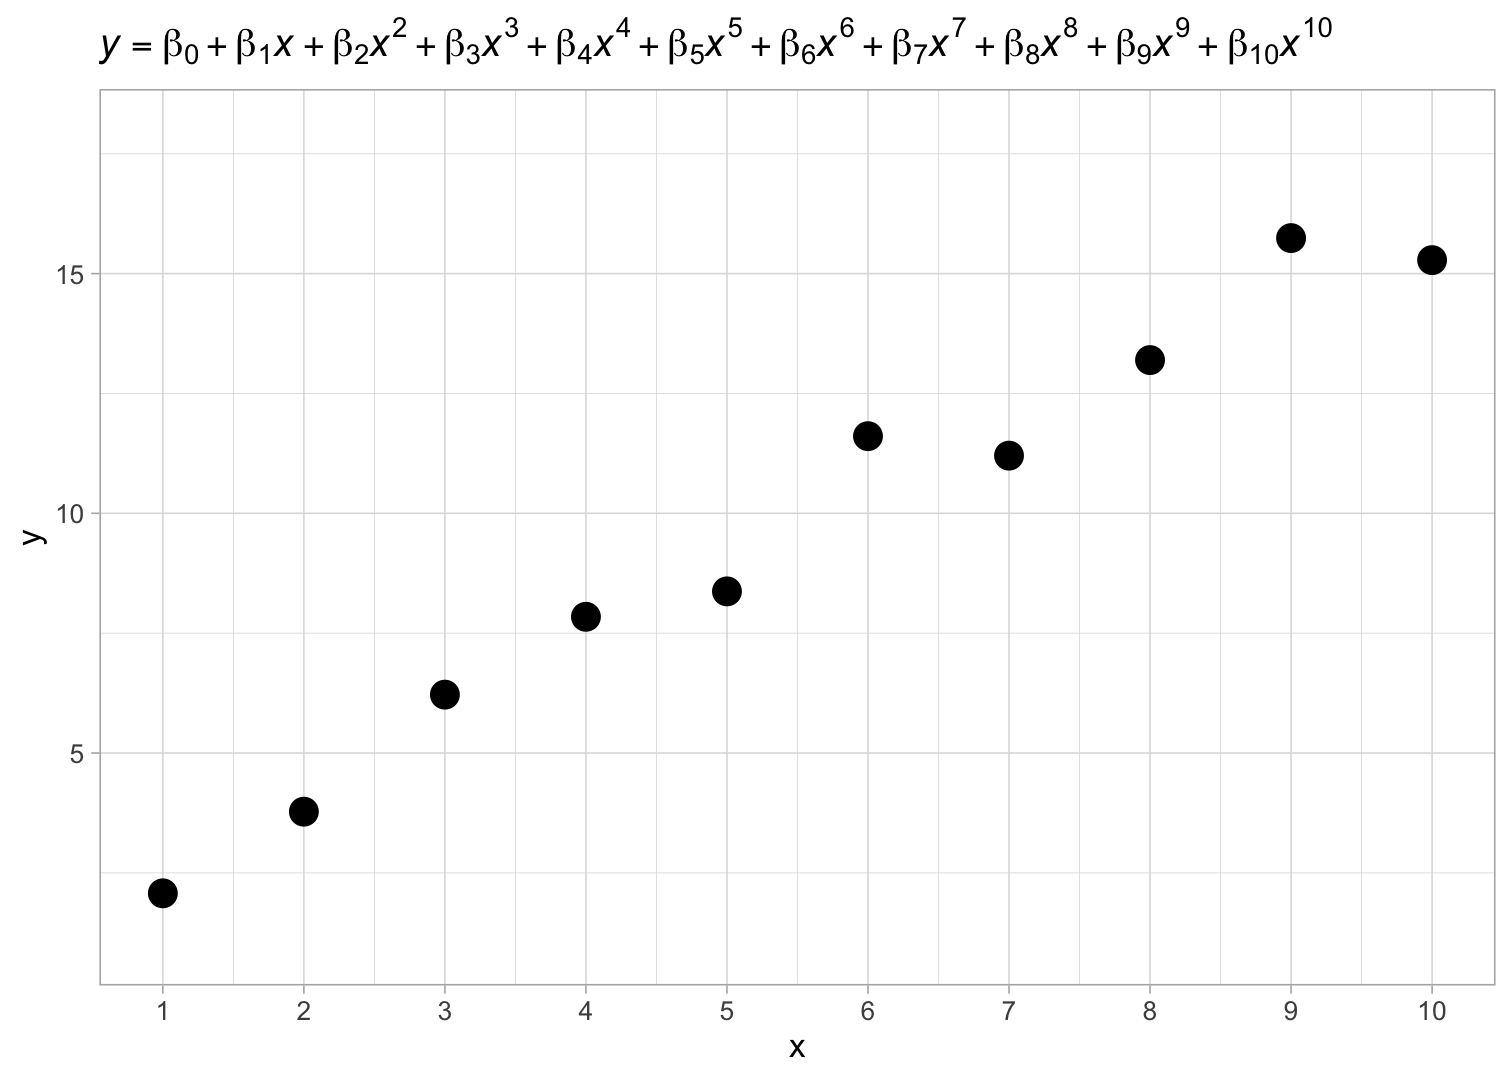 y = β₀ + β₁x + β₂x² + β₃x³ + β₄x⁴ + β₅x⁵ + β₆x⁶ + β₇x⁷ + β₈x⁸ + β₉x⁹ + β₁₀x¹⁰
15
10
5
y
1 2 3 4 5 6 7 8 9 10
x